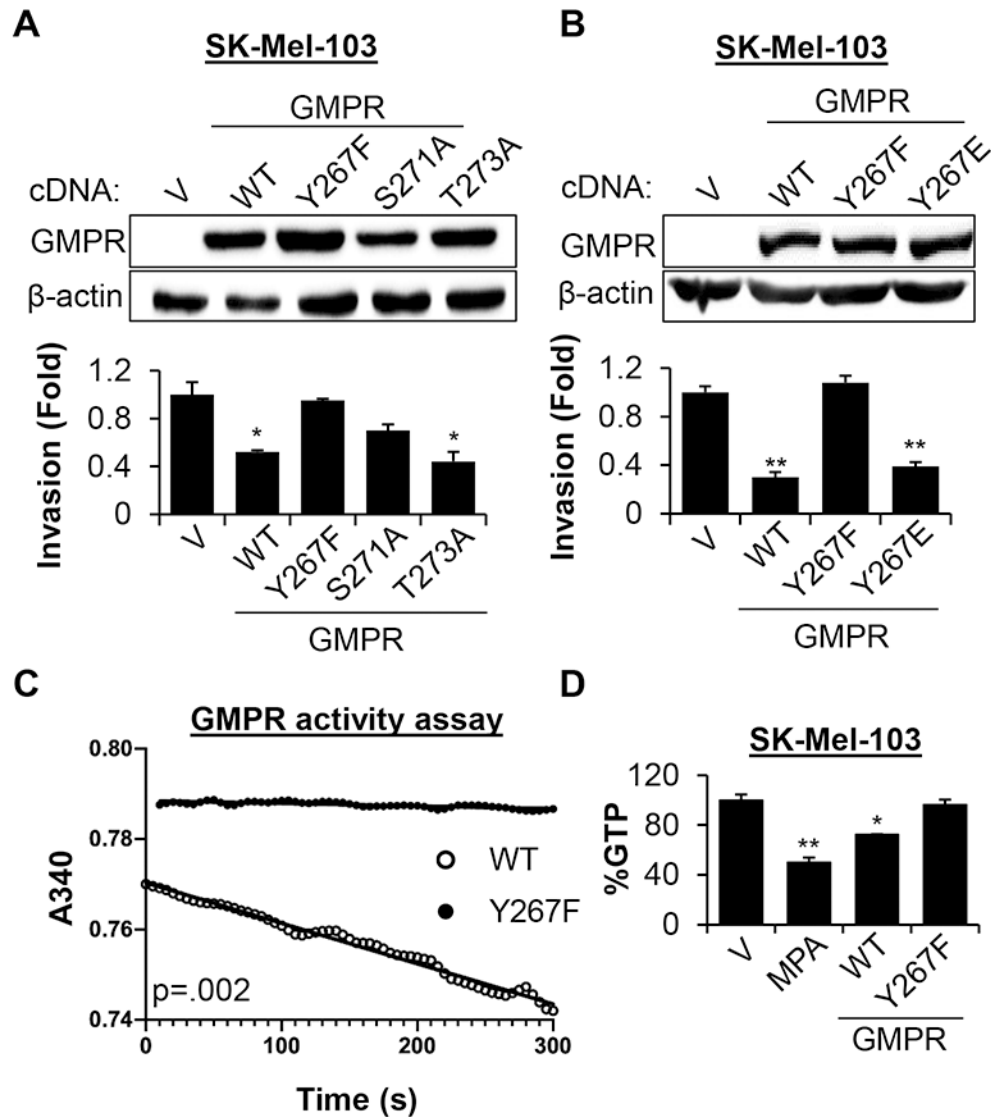 A
SK-Mel-103
GMPR
cDNA: V WT Y267F S271A T273A
GMPR
β-actin
Invasion (Fold)
1.2
0.8
0.4
0
* *
V WT Y267F S271A T273A
GMPR
B
SK-Mel-103
GMPR
cDNA: V WT Y267F Y267E
GMPR
β-actin
Invasion (Fold)
1.2
0.8
0.4
0
** **
V WT Y267F Y267E
GMPR
C
GMPR activity assay
A340
0.80
0.78
0.76
0.74
WT
Y267F
p=.002
0 100 200 300
Time (s)
D
SK-Mel-103
%GTP
120
80
40
0
** *
V MPA WT Y267F
GMPR